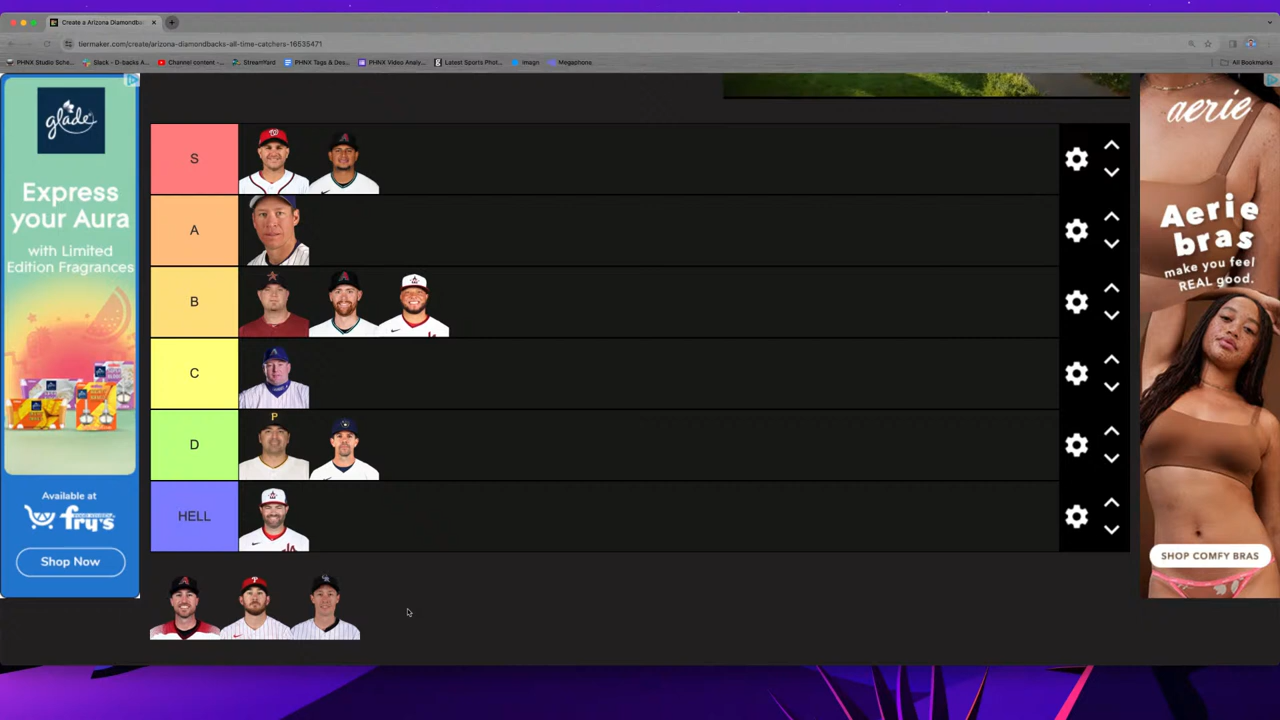 Create a Arizona Diamondba
tiermaker.com/create/arizona-diamondbacks-all-time-catchers-16535471
PHNX Studio Sche...
Slack - D-backs A...
Channel content -...
StreamYard
PHNX Tags & Des...
PHNX Video Analy...
Latest Sports Phot...
Imagn
Megaphone
All Bookmarks
glade
Express
your Aura
with Limited
Edition Fragrances
Available at
fry's
Shop Now
S
A
B
C
D
HELL
P
aerie
Aerie
bras
make you feel
REAL good.
SHOP COMFY BRAS